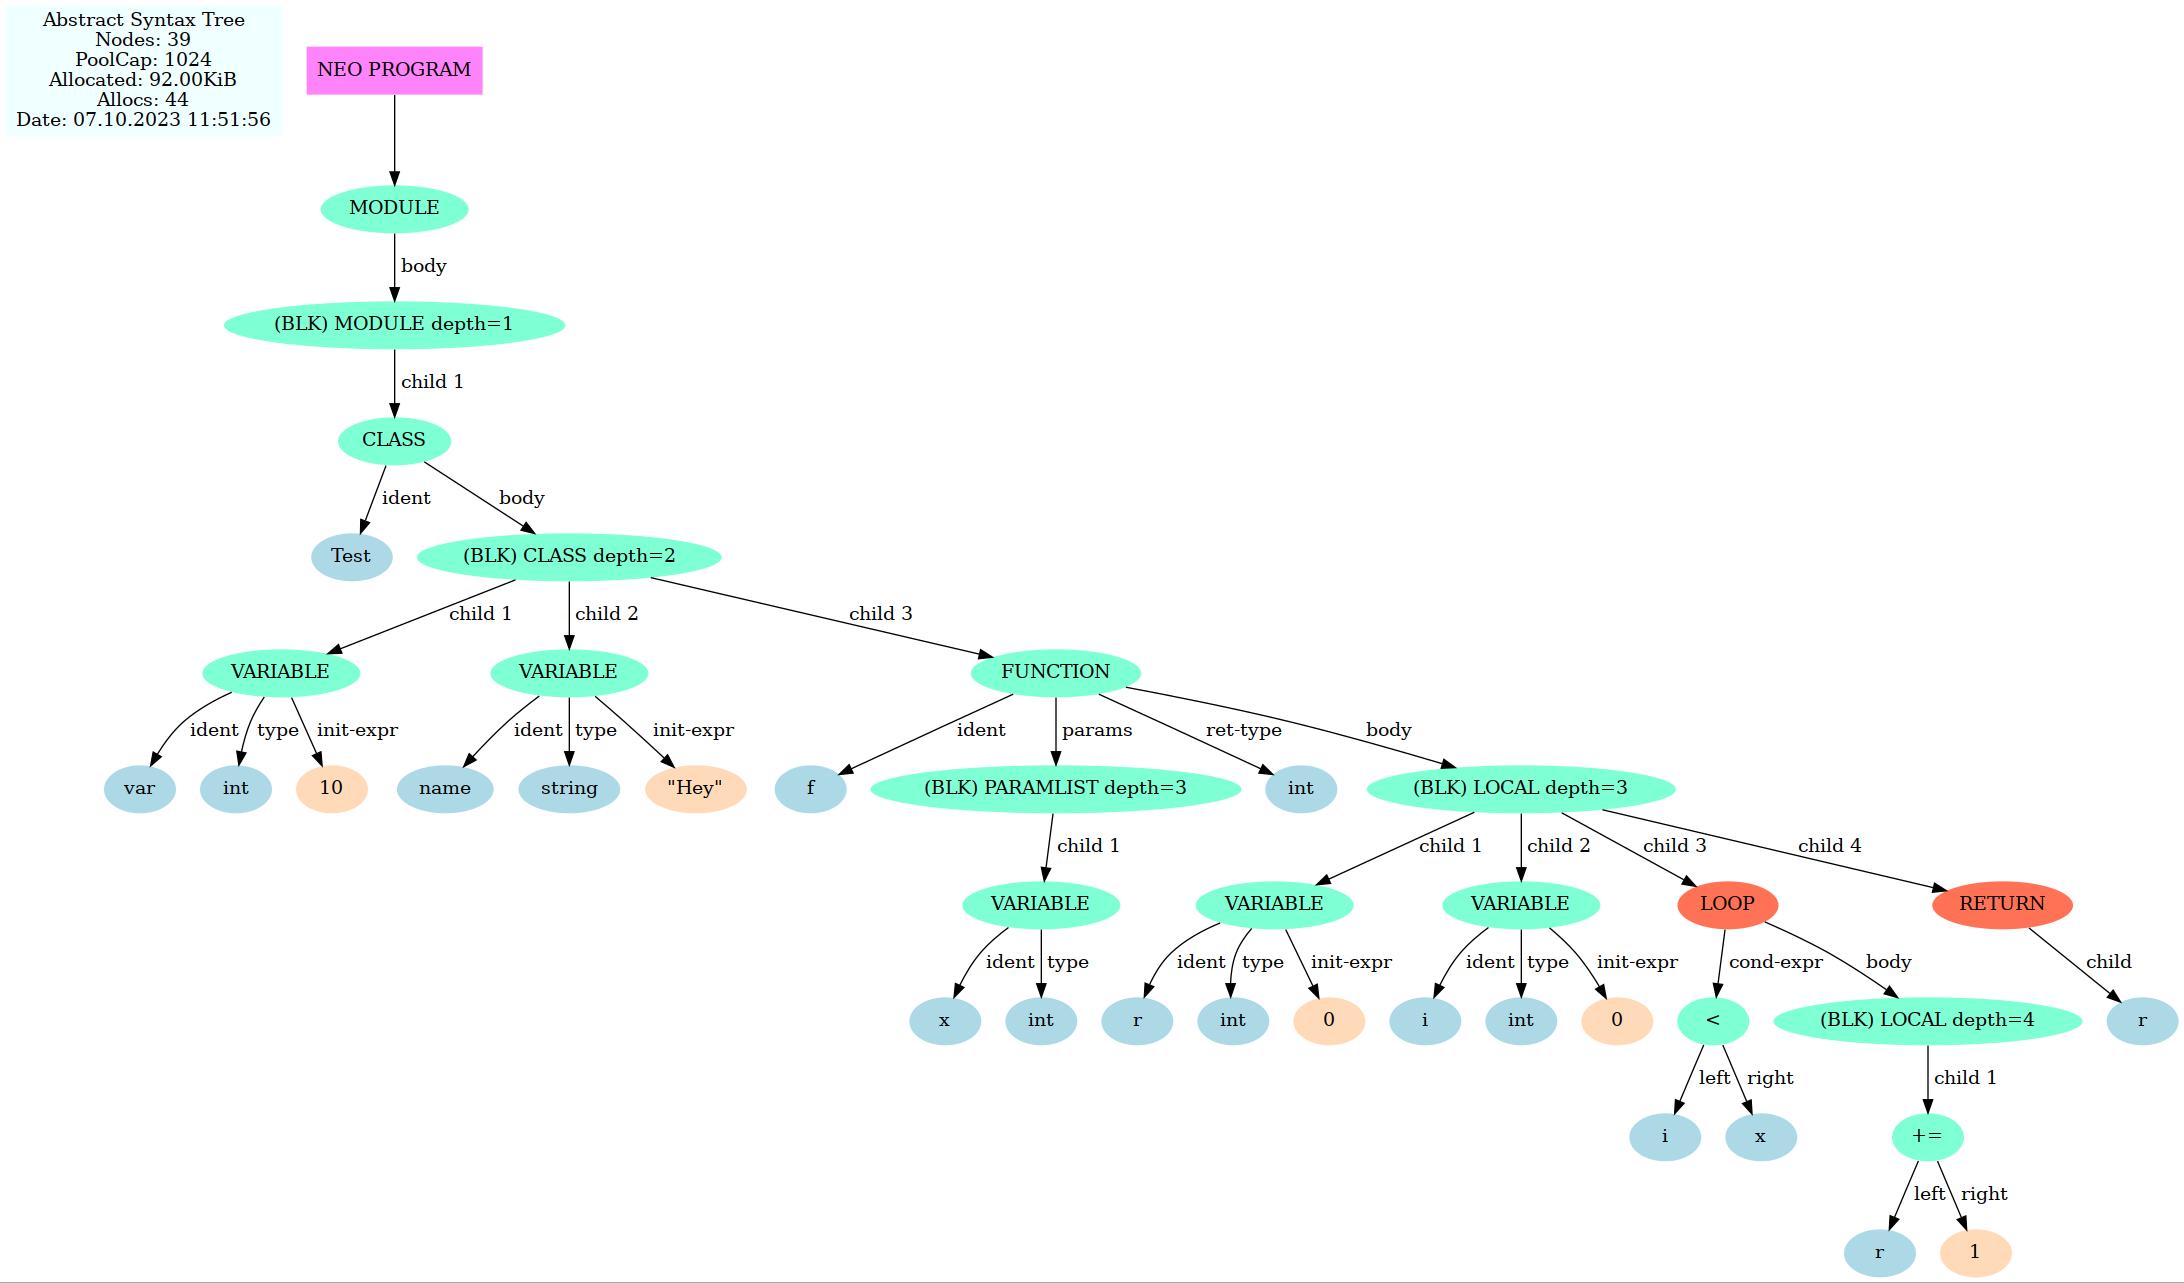 Abstract Syntax Tree
Nodes: 39
PoolCap: 1024
Allocated: 92.00KiB
Allocs: 44
Date: 07.10.2023 11:51:56
NEO PROGRAM
MODULE
body
(BLK) MODULE depth=1
child 1
CLASS
ident body
Test (BLK) CLASS depth=2
child 1 child 2 child 3
VARIABLE VARIABLE FUNCTION
ident type init-expr ident type init-expr ident params ret-type body
var int 10 name string "Hey" f (BLK) PARAMLIST depth=3 int (BLK) LOCAL depth=3
child 1 child 1 child 2 child 3 child 4
VARIABLE VARIABLE VARIABLE LOOP RETURN
ident type ident type init-expr ident type init-expr cond-expr body child
x int r int 0 i int 0 < (BLK) LOCAL depth=4 r
left right child 1
i x +=
left right
r 1